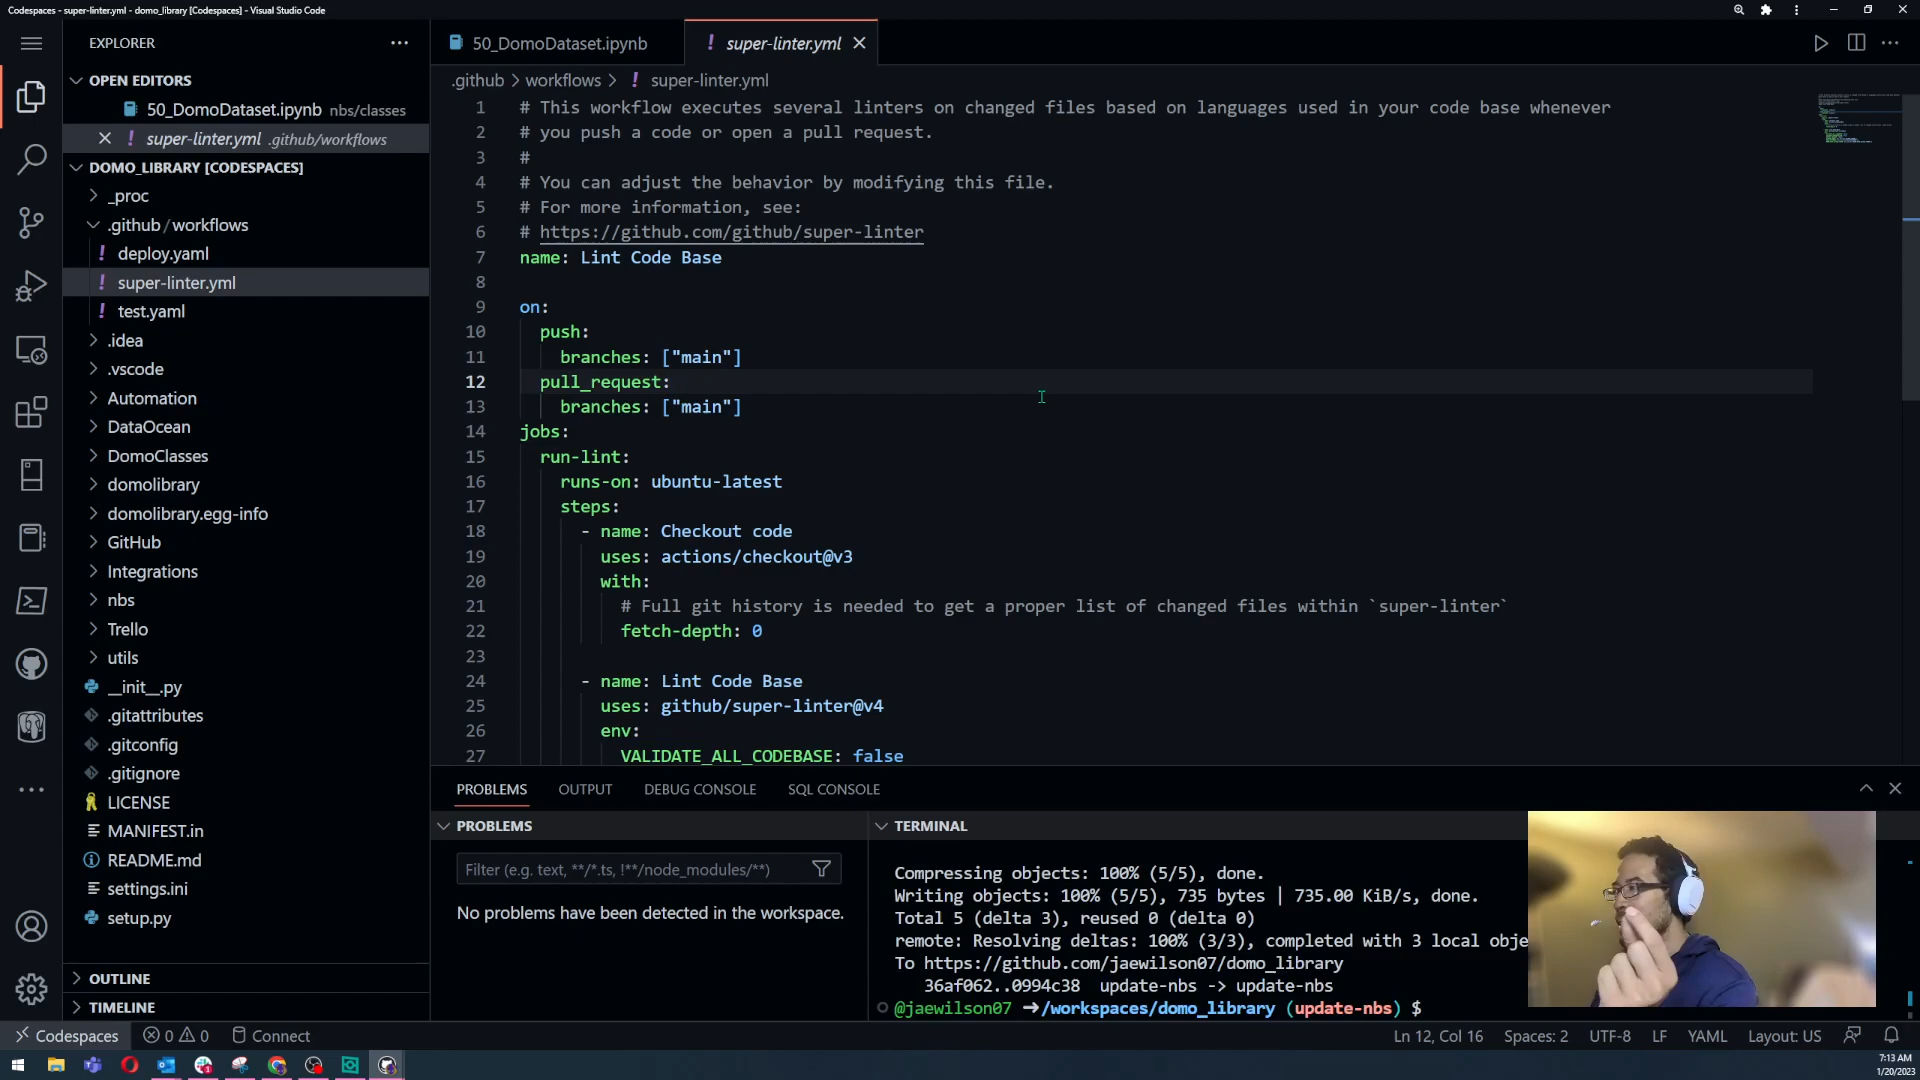 Codespaces - super-linter.yml - domo_library [Codespaces] - Visual Studio Code
EXPLORER
OPEN EDITORS
50_DomoDataset.ipynb nbs/classes
super-linter.yml .github/workflows
DOMO_LIBRARY [CODESPACES]
_proc
.github / workflows
deploy.yaml
super-linter.yml
test.yaml
.idea
.vscode
Automation
DataOcean
DomoClasses
domolibrary
domolibrary.egg-info
GitHub
Integrations
nbs
Trello
utils
__init__.py
.gitattributes
.gitconfig
.gitignore
LICENSE
MANIFEST.in
README.md
settings.ini
setup.py
OUTLINE
TIMELINE
50_DomoDataset.ipynb
super-linter.yml
.github > workflows > super-linter.yml
1 # This workflow executes several linters on changed files based on languages used in your code base whenever
2 # you push a code or open a pull request.
3 #
4 # You can adjust the behavior by modifying this file.
5 # For more information, see:
6 # https://github.com/github/super-linter
7 name: Lint Code Base
8
9 on:
10 push:
11 branches: ["main"]
12 pull_request:
13 branches: ["main"]
14 jobs:
15 run-lint:
16 runs-on: ubuntu-latest
17 steps:
18 - name: Checkout code
19 uses: actions/checkout@v3
20 with:
21 # Full git history is needed to get a proper list of changed files within `super-linter`
22 fetch-depth: 0
23
24 - name: Lint Code Base
25 uses: github/super-linter@v4
26 env:
27 VALIDATE_ALL_CODEBASE: false
PROBLEMS OUTPUT DEBUG CONSOLE SQL CONSOLE
PROBLEMS
Filter (e.g. text, **/*.ts, !**/node_modules/**)
No problems have been detected in the workspace.
TERMINAL
Compressing objects: 100% (5/5), done.
Writing objects: 100% (5/5), 735 bytes | 735.00 KiB/s, done.
Total 5 (delta 3), reused 0 (delta 0)
remote: Resolving deltas: 100% (3/3), completed with 3 local obje
To https://github.com/jaewilson07/domo_library
36af062..0994c38 update-nbs -> update-nbs
@jaewilson07 ➜/workspaces/domo_library (update-nbs) $
Codespaces 0 0 Connect
Ln 12, Col 16 Spaces: 2 UTF-8 LF YAML Layout: US
7:13 AM
1/20/2023